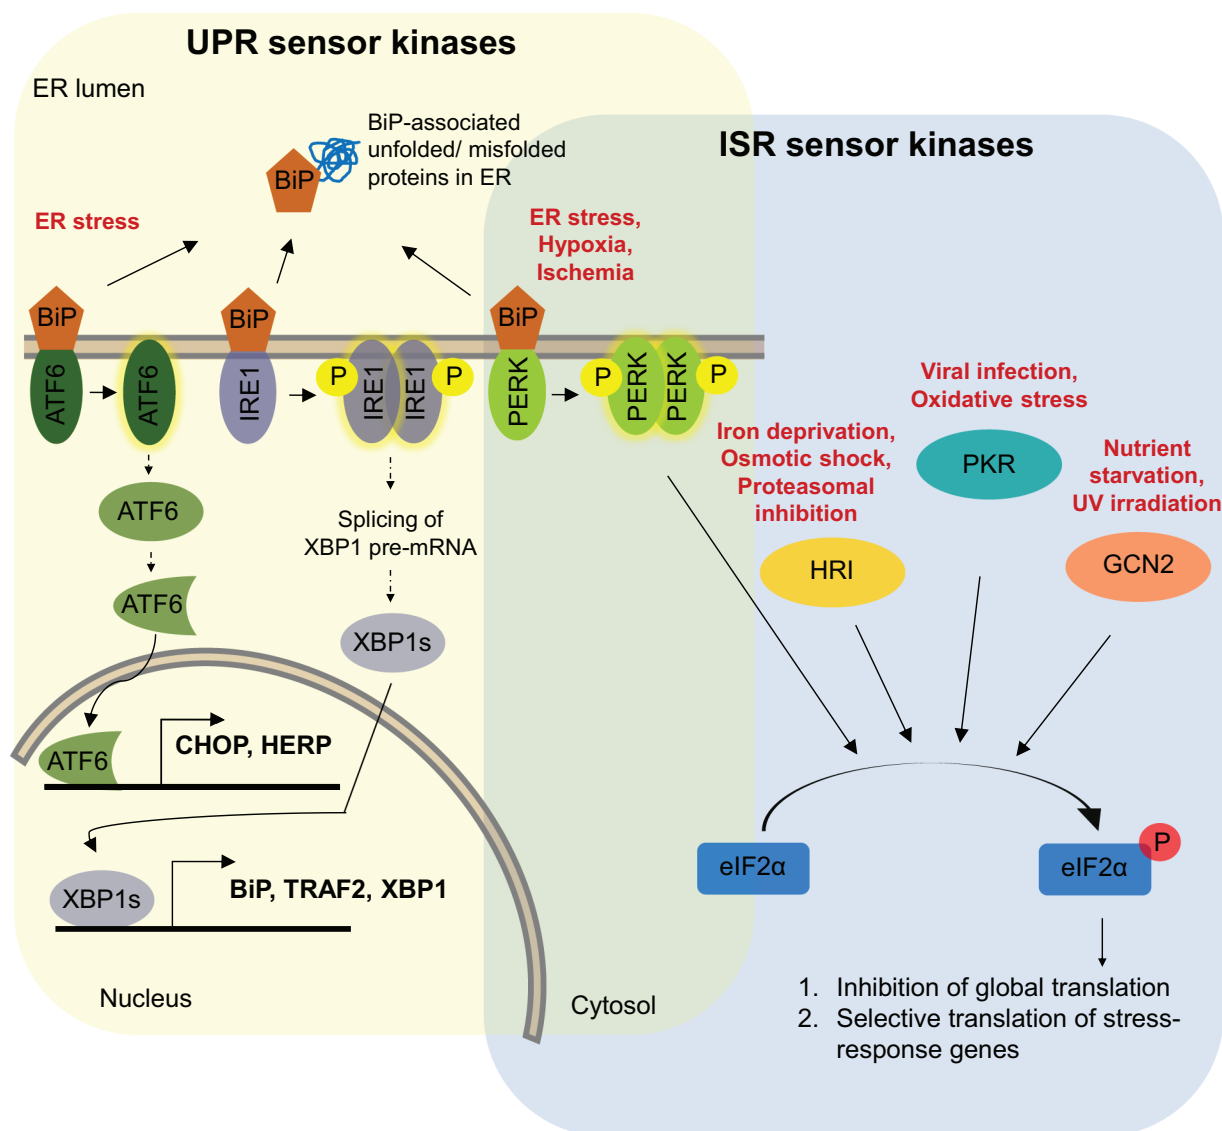 UPR sensor kinases
ER lumen
BiP-associated
unfolded/ misfolded
proteins in ER
BiP
ISR sensor kinases
ER stress
ER stress,
Hypoxia,
Ischemia
BiP
BiP
BiP
ATF6
ATF6
IRE1
P
IRE1
IRE1
P
PERK
P
PERK
PERK
P
Viral infection,
Oxidative stress
PKR
Iron deprivation,
Osmotic shock,
Proteasomal
inhibition
HRI
Nutrient
starvation,
UV irradiation
GCN2
ATF6
Splicing of
XBP1 pre-mRNA
ATF6
XBP1s
ATF6
CHOP, HERP
XBP1s
BiP, TRAF2, XBP1
eIF2α
eIF2α
P
Nucleus
Cytosol
1. Inhibition of global translation
2. Selective translation of stress-
response genes